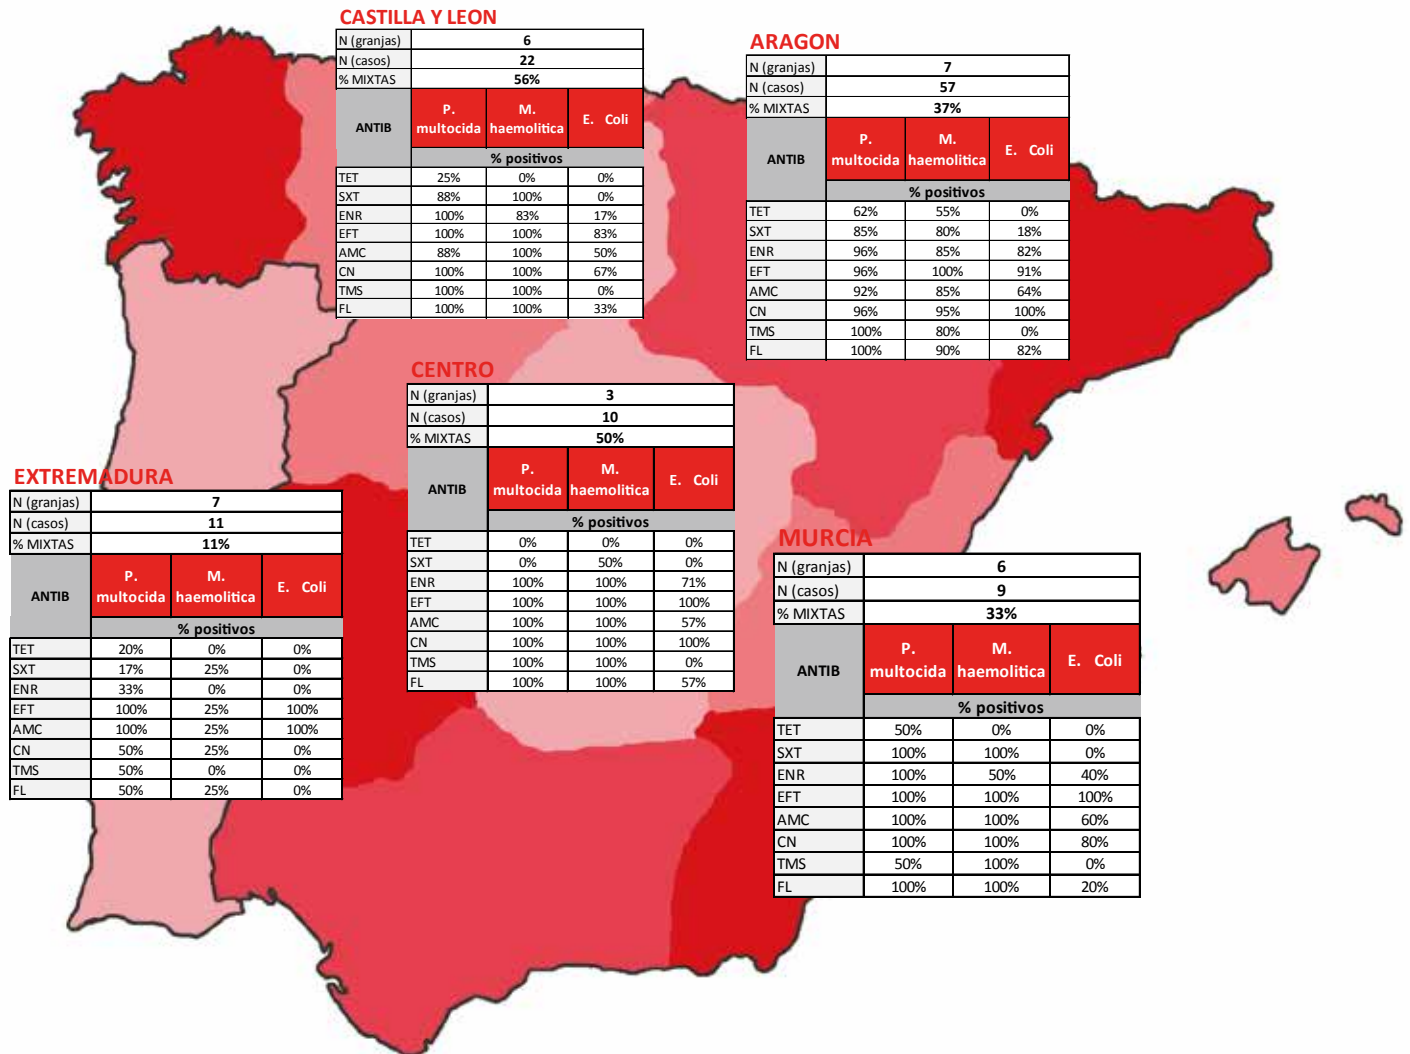 CASTILLA Y LEON
N (granjas) 6
N (casos) 22
% MIXTAS 56%
ANTIB P. multocida M. haemolitica E. Coli
% positivos
TET 25% 0% 0%
SXT 88% 100% 0%
ENR 100% 83% 17%
EFT 100% 100% 83%
AMC 88% 100% 50%
CN 100% 100% 67%
TMS 100% 100% 0%
FL 100% 100% 33%
ARAGON
N (granjas) 7
N (casos) 57
% MIXTAS 37%
ANTIB P. multocida M. haemolitica E. Coli
% positivos
TET 62% 55% 0%
SXT 85% 80% 18%
ENR 96% 85% 82%
EFT 96% 100% 91%
AMC 92% 85% 64%
CN 96% 95% 100%
TMS 100% 80% 0%
FL 100% 90% 82%
CENTRO
N (granjas) 3
N (casos) 10
% MIXTAS 50%
ANTIB P. multocida M. haemolitica E. Coli
% positivos
TET 0% 0% 0%
SXT 0% 50% 0%
ENR 100% 100% 71%
EFT 100% 100% 100%
AMC 100% 100% 57%
CN 100% 100% 100%
TMS 100% 100% 0%
FL 100% 100% 57%
EXTREMADURA
N (granjas) 7
N (casos) 11
% MIXTAS 11%
ANTIB P. multocida M. haemolitica E. Coli
% positivos
TET 20% 0% 0%
SXT 17% 25% 0%
ENR 33% 0% 0%
EFT 100% 25% 100%
AMC 100% 25% 100%
CN 50% 25% 0%
TMS 50% 0% 0%
FL 50% 25% 0%
MURCIA
N (granjas) 6
N (casos) 9
% MIXTAS 33%
ANTIB P. multocida M. haemolitica E. Coli
% positivos
TET 50% 0% 0%
SXT 100% 100% 0%
ENR 100% 50% 40%
EFT 100% 100% 100%
AMC 100% 100% 60%
CN 100% 100% 80%
TMS 50% 100% 0%
FL 100% 100% 20%